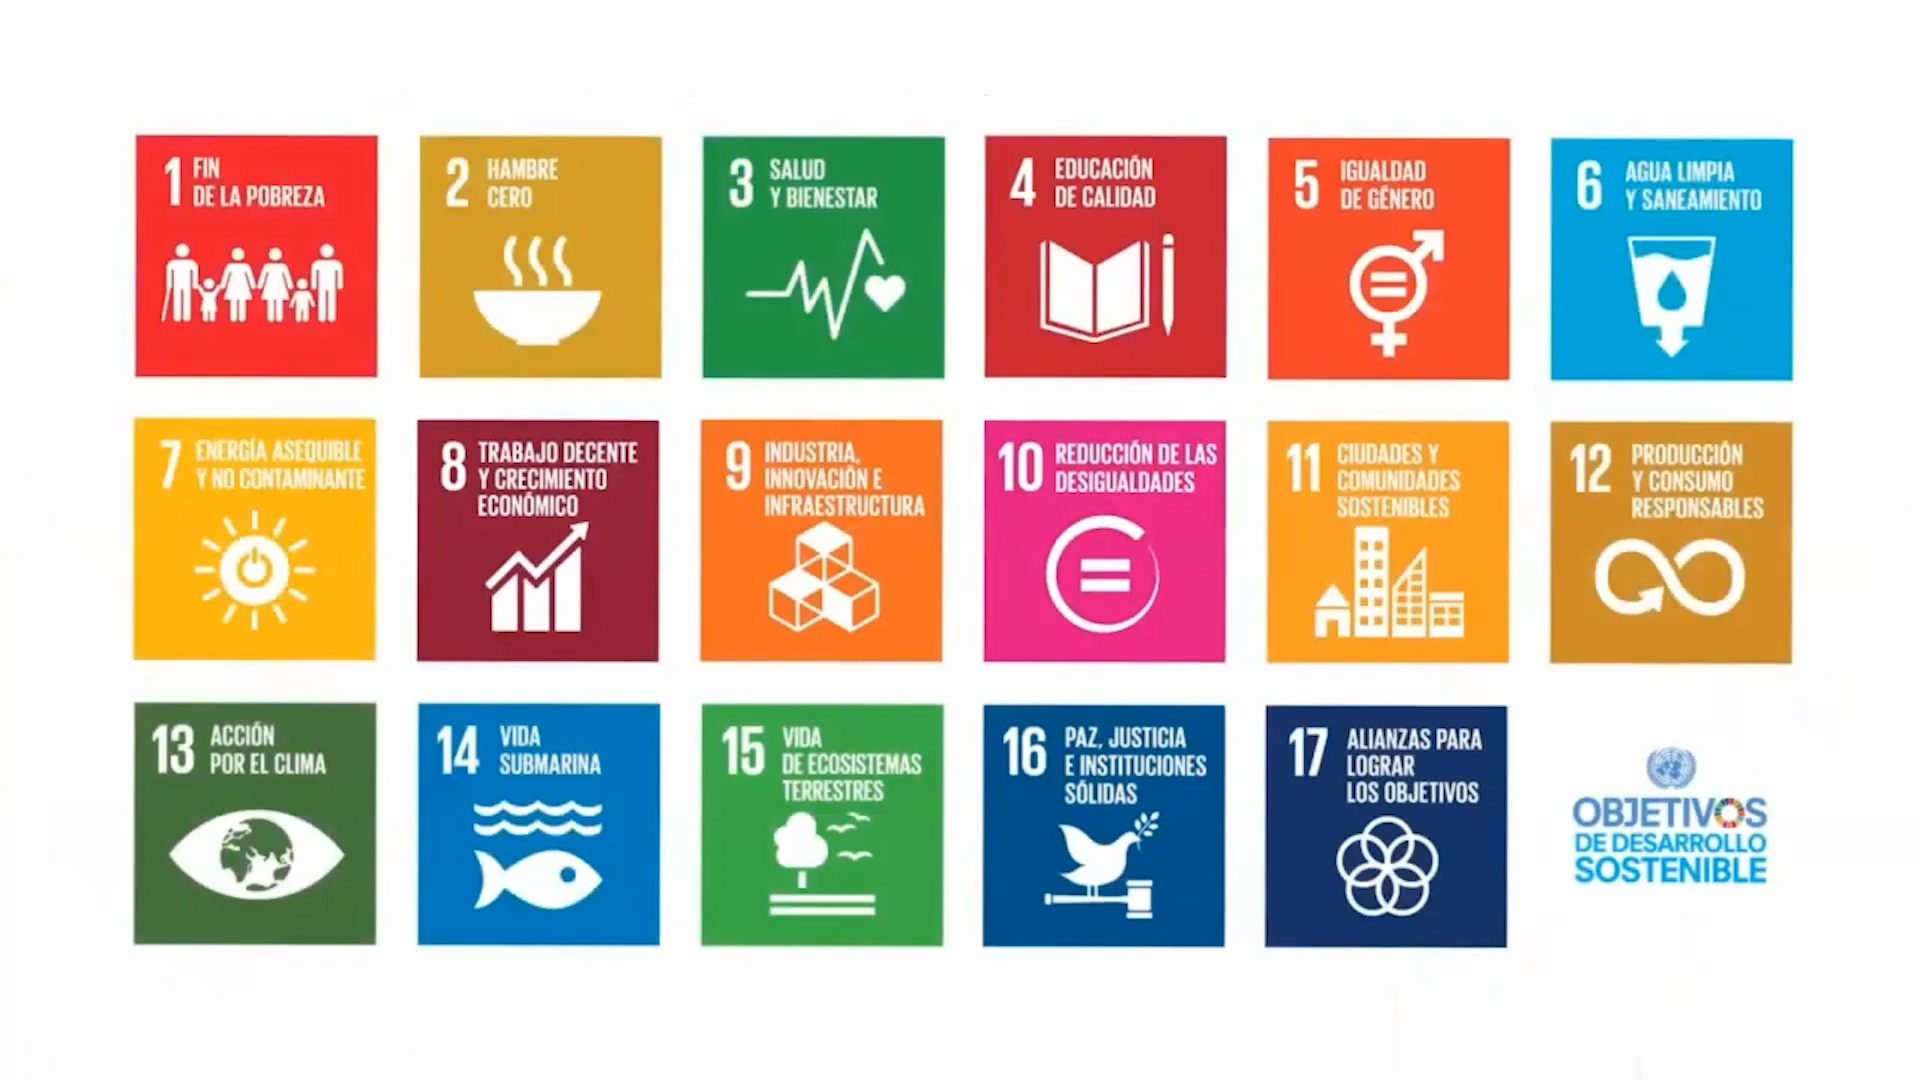 1 FIN
DE LA POBREZA
2 HAMBRE
CERO
3 SALUD
Y BIENESTAR
4 EDUCACIÓN
DE CALIDAD
5 IGUALDAD
DE GÉNERO
6 AGUA LIMPIA
Y SANEAMIENTO
7 ENERGÍA ASEQUIBLE
Y NO CONTAMINANTE
8 TRABAJO DECENTE
Y CRECIMIENTO
ECONÓMICO
9 INDUSTRIA,
INNOVACIÓN E
INFRAESTRUCTURA
10 REDUCCIÓN DE LAS
DESIGUALDADES
11 CIUDADES Y
COMUNIDADES
SOSTENIBLES
12 PRODUCCIÓN
Y CONSUMO
RESPONSABLES
13 ACCIÓN
POR EL CLIMA
14 VIDA
SUBMARINA
15 VIDA
DE ECOSISTEMAS
TERRESTRES
16 PAZ, JUSTICIA
E INSTITUCIONES
SÓLIDAS
17 ALIANZAS PARA
LOGRAR
LOS OBJETIVOS
OBJETIVOS
DE DESARROLLO
SOSTENIBLE